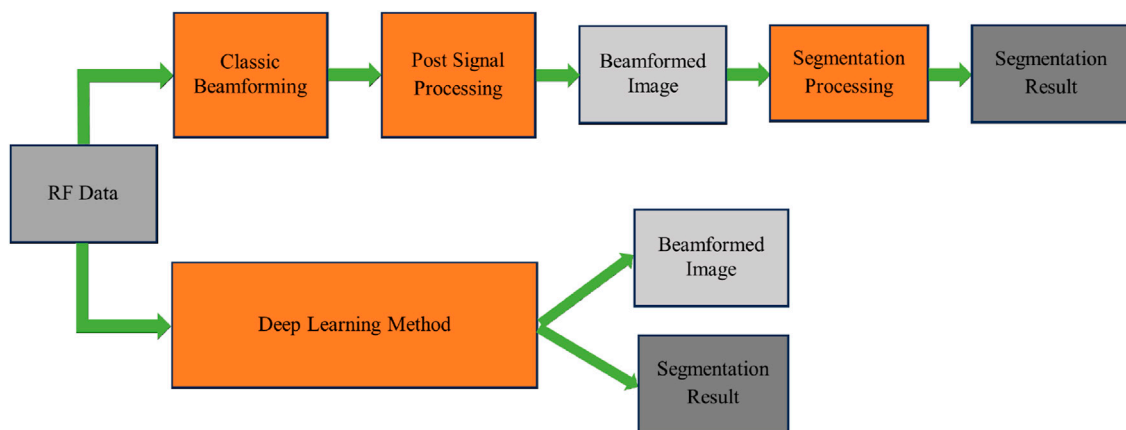 Classic
Beamforming
Post Signal
Processing
Beamformed
Image
Segmentation
Processing
Segmentation
Result
RF Data
Deep Learning Method
Beamformed
Image
Segmentation
Result